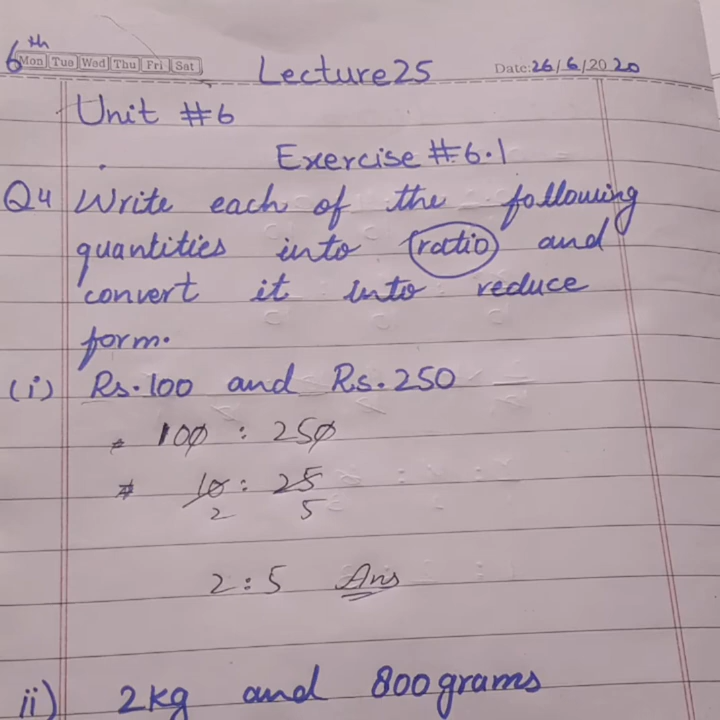 6th
Mon Tue Wed Thu Fri Sat
Lecture 25
Date: 26/6/2020
Unit #6
Exercise #6.1
Q4 Write each of the following
quantities into ratio and
convert it into reduce
form.
(i) Rs.100 and Rs.250
100 : 250
10 : 25
2 5
2:5 Ans
ii) 2kg and 800grams